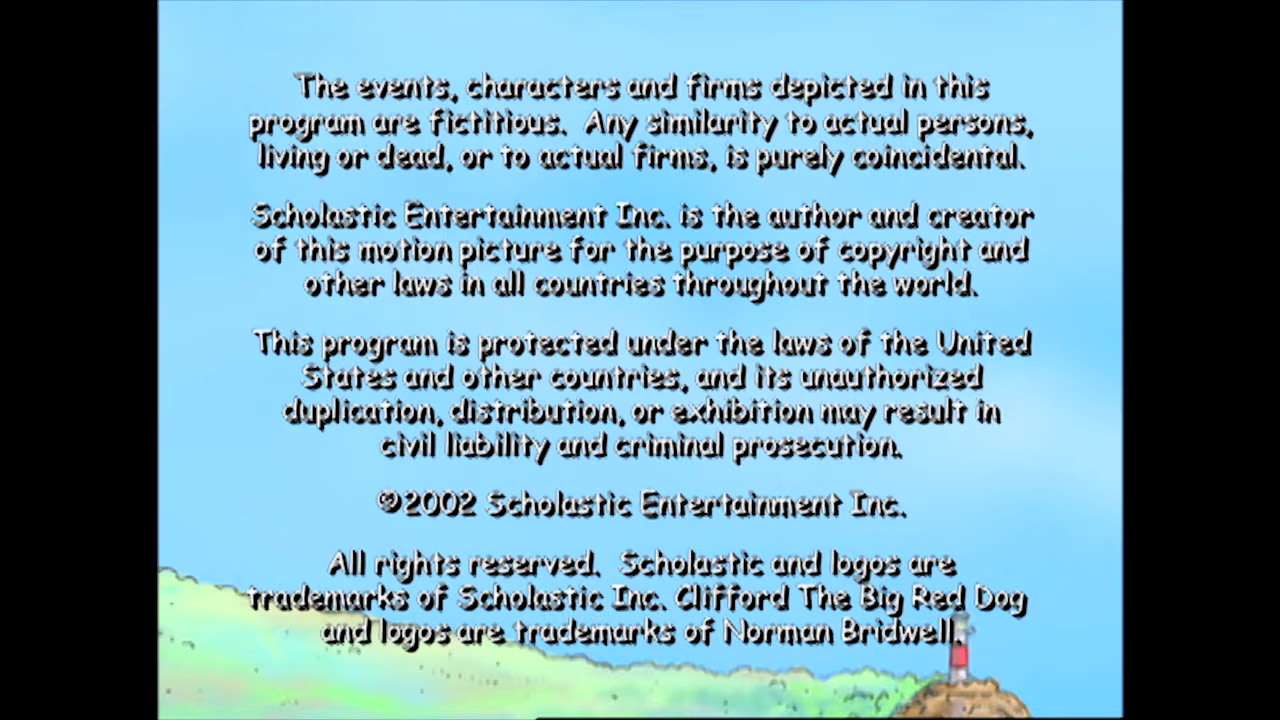 The events, characters and firms depicted in this
program are fictitious.  Any similarity to actual persons,
living or dead, or to actual firms, is purely coincidental.
Scholastic Entertainment Inc. is the author and creator
of this motion picture for the purpose of copyright and
other laws in all countries throughout the world.
This program is protected under the laws of the United
States and other countries, and its unauthorized
duplication, distribution, or exhibition may result in
civil liability and criminal prosecution.
©2002 Scholastic Entertainment Inc.
All rights reserved.  Scholastic and logos are
trademarks of Scholastic Inc. Clifford The Big Red Dog
and logos are trademarks of Norman Bridwell.